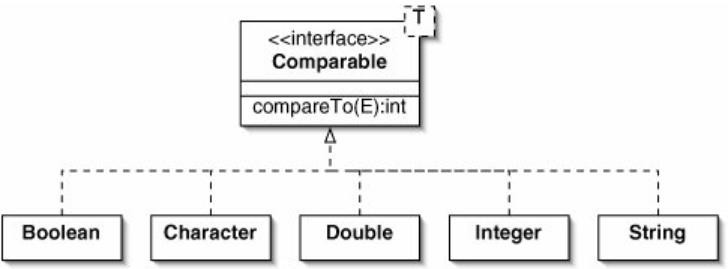 T
<<interface>>
Comparable
compareTo(E):int
Boolean
Character
Double
Integer
String